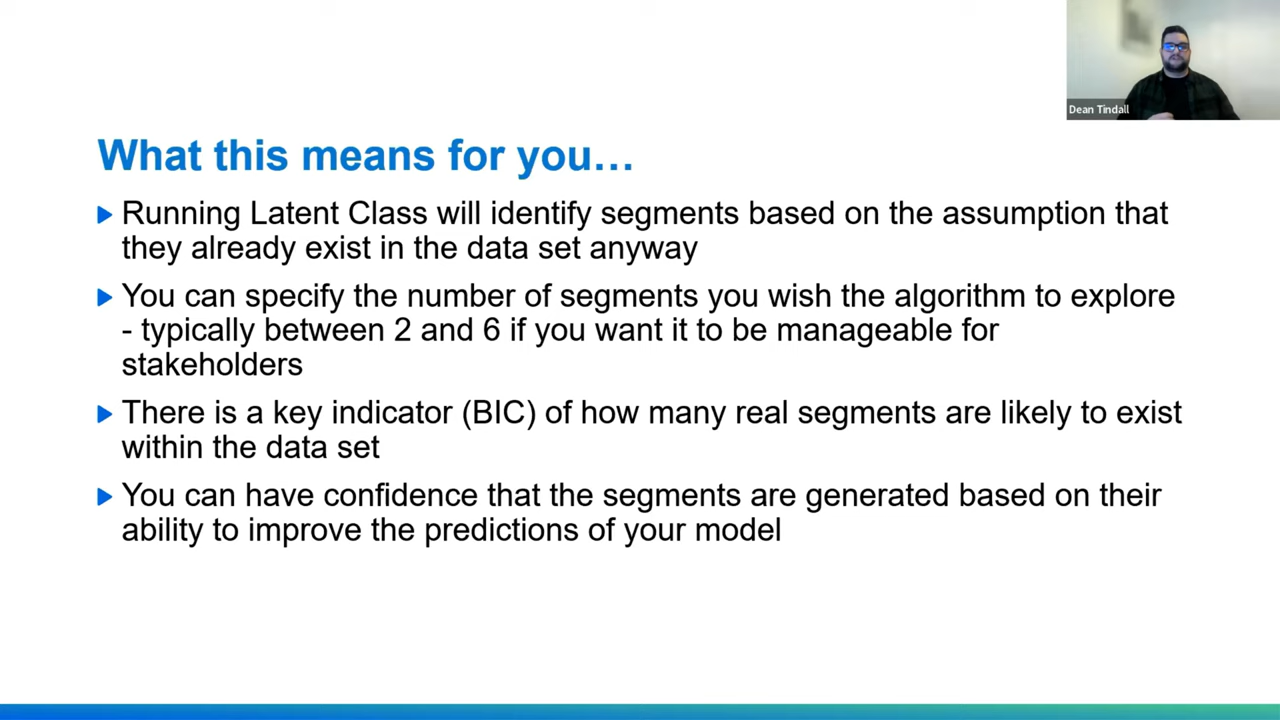 Dean Tindall
What this means for you...
Running Latent Class will identify segments based on the assumption that
they already exist in the data set anyway
You can specify the number of segments you wish the algorithm to explore
- typically between 2 and 6 if you want it to be manageable for
stakeholders
There is a key indicator (BIC) of how many real segments are likely to exist
within the data set
You can have confidence that the segments are generated based on their
ability to improve the predictions of your model